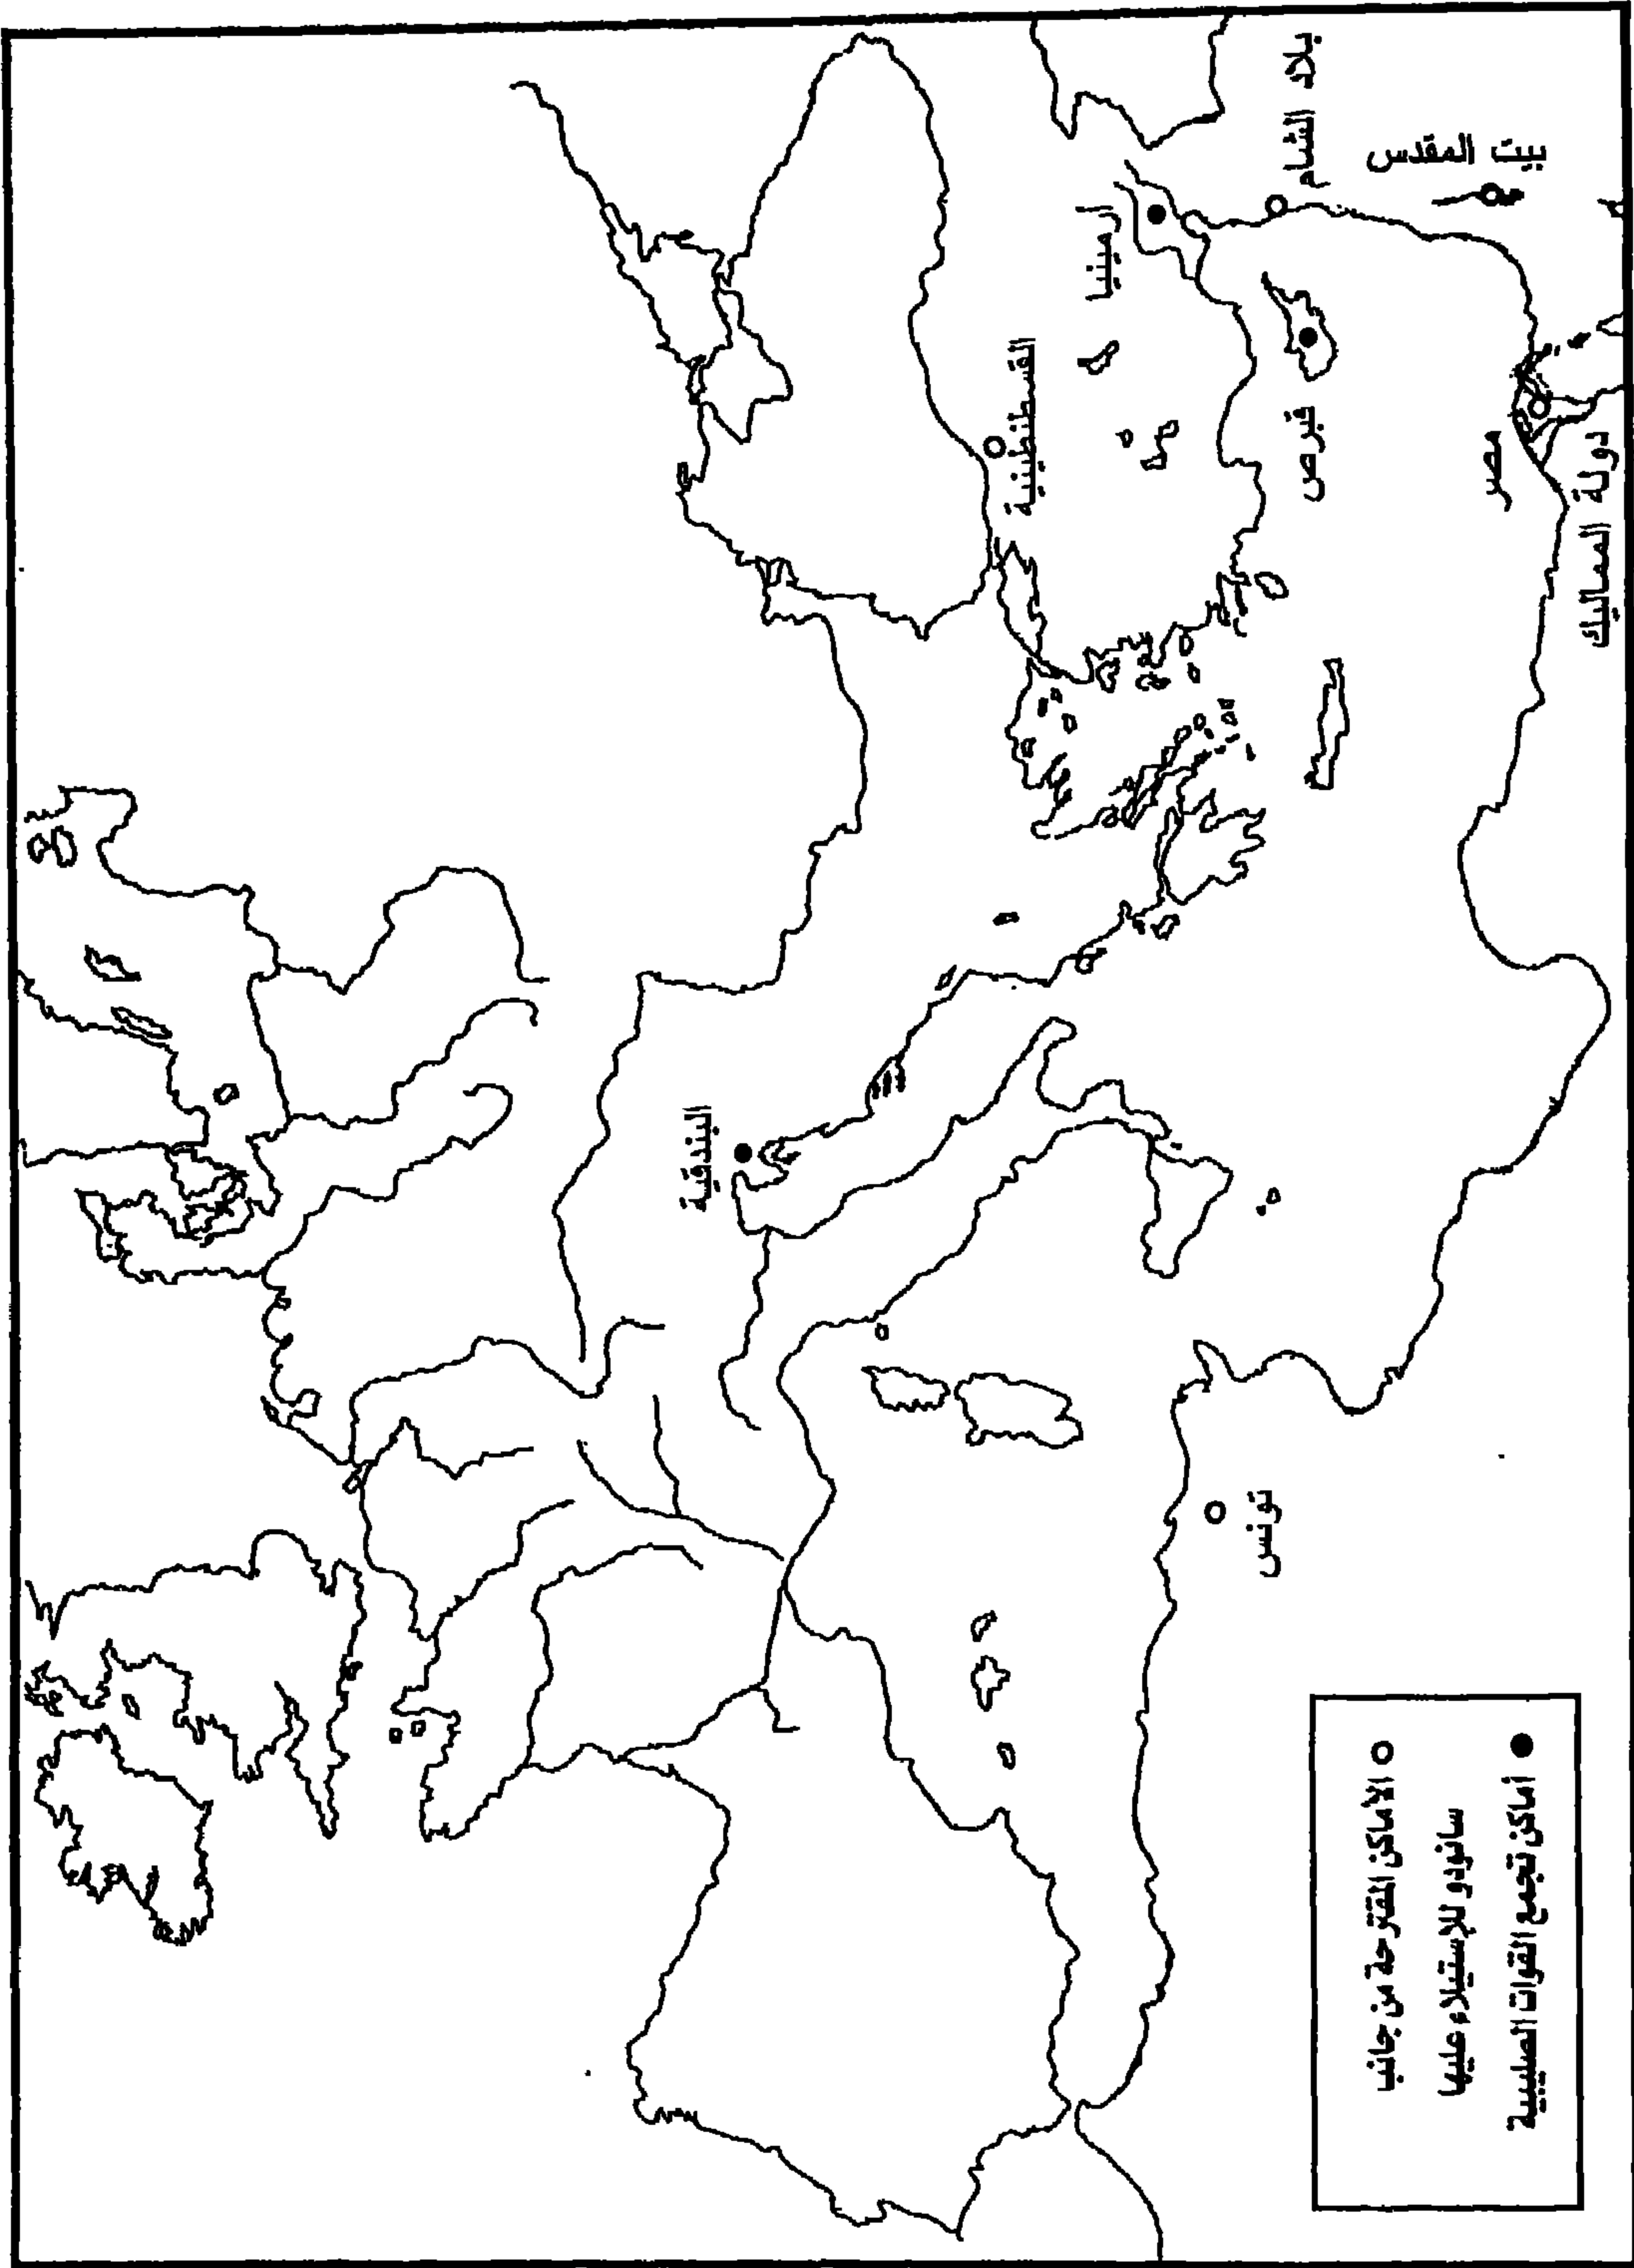 بلاد الشام
بيت المقدس
أرمينيا
القسطنطينية
قبرص
مصر
دولة المماليك
البندقية
تونس
الأماكن المقترحة من جانب
سانودو للإستيلاء عليها
أماكن تجمع القوات الصليبية